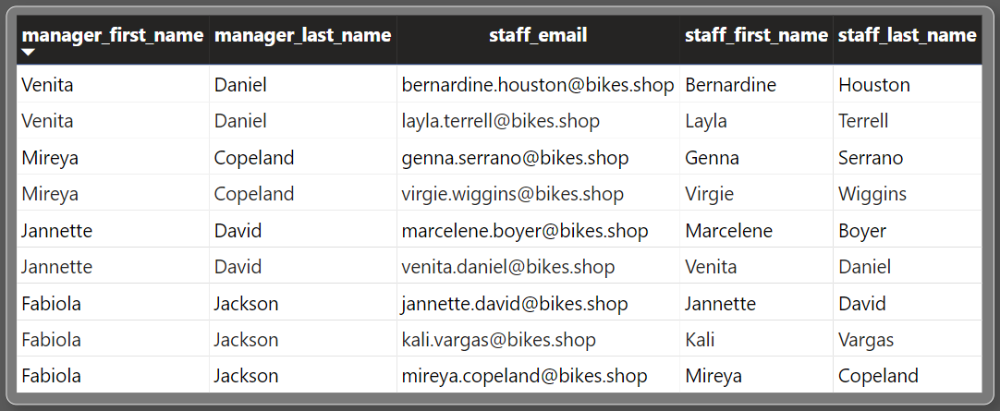 manager_first_name manager_last_name staff_email staff_first_name staff_last_name
Venita Daniel bernardine.houston@bikes.shop Bernardine Houston
Venita Daniel layla.terrell@bikes.shop Layla Terrell
Mireya Copeland genna.serrano@bikes.shop Genna Serrano
Mireya Copeland virgie.wiggins@bikes.shop Virgie Wiggins
Jannette David marcelene.boyer@bikes.shop Marcelene Boyer
Jannette David venita.daniel@bikes.shop Venita Daniel
Fabiola Jackson jannette.david@bikes.shop Jannette David
Fabiola Jackson kali.vargas@bikes.shop Kali Vargas
Fabiola Jackson mireya.copeland@bikes.shop Mireya Copeland